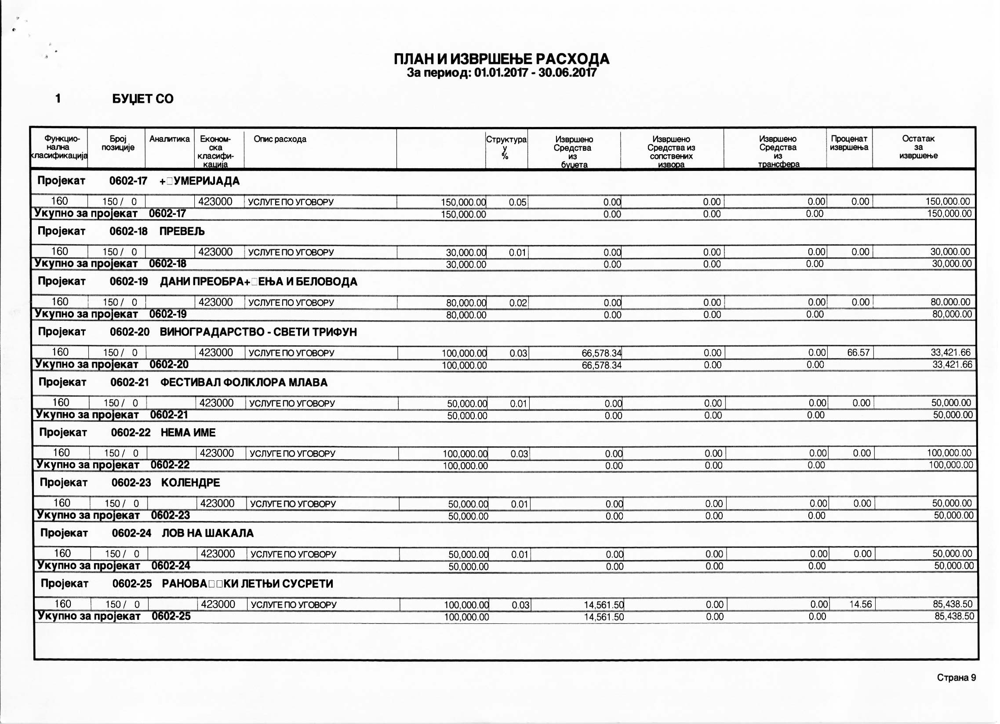 ПЛАН И ИЗВРШЕЊЕ РАСХОДА
За период: 01.01.2017 - 30.06.2017
1 БУЏЕТ СО
Функцио- Број Аналитика Економ- Опис расхода Структура Извршено Извршено Извршено Проценат Остатак
нална позиције ска у Средства Средства из Средства извршења за
класификација класифи- % из сопствених из извршење
кација буџета извора трансфера
Пројекат 0602-17 +□УМЕРИЈАДА
160 150 / 0 423000 УСЛУГЕ ПО УГОВОРУ 150,000.00 0.05 0.00 0.00 0.00 0.00 150,000.00
Укупно за пројекат 0602-17 150,000.00 0.00 0.00 0.00 150,000.00
Пројекат 0602-18 ПРЕВЕЉ
160 150 / 0 423000 УСЛУГЕ ПО УГОВОРУ 30,000.00 0.01 0.00 0.00 0.00 0.00 30,000.00
Укупно за пројекат 0602-18 30,000.00 0.00 0.00 0.00 30,000.00
Пројекат 0602-19 ДАНИ ПРЕОБРА+□ЕЊА И БЕЛОВОДА
160 150 / 0 423000 УСЛУГЕ ПО УГОВОРУ 80,000.00 0.02 0.00 0.00 0.00 0.00 80,000.00
Укупно за пројекат 0602-19 80,000.00 0.00 0.00 0.00 80,000.00
Пројекат 0602-20 ВИНОГРАДАРСТВО - СВЕТИ ТРИФУН
160 150 / 0 423000 УСЛУГЕ ПО УГОВОРУ 100,000.00 0.03 66,578.34 0.00 0.00 66.57 33,421.66
Укупно за пројекат 0602-20 100,000.00 66,578.34 0.00 0.00 33,421.66
Пројекат 0602-21 ФЕСТИВАЛ ФОЛКЛОРА МЛАВА
160 150 / 0 423000 УСЛУГЕ ПО УГОВОРУ 50,000.00 0.01 0.00 0.00 0.00 0.00 50,000.00
Укупно за пројекат 0602-21 50,000.00 0.00 0.00 0.00 50,000.00
Пројекат 0602-22 НЕМА ИМЕ
160 150 / 0 423000 УСЛУГЕ ПО УГОВОРУ 100,000.00 0.03 0.00 0.00 0.00 0.00 100,000.00
Укупно за пројекат 0602-22 100,000.00 0.00 0.00 0.00 100,000.00
Пројекат 0602-23 КОЛЕНДРЕ
160 150 / 0 423000 УСЛУГЕ ПО УГОВОРУ 50,000.00 0.01 0.00 0.00 0.00 0.00 50,000.00
Укупно за пројекат 0602-23 50,000.00 0.00 0.00 0.00 50,000.00
Пројекат 0602-24 ЛОВ НА ШАКАЛА
160 150 / 0 423000 УСЛУГЕ ПО УГОВОРУ 50,000.00 0.01 0.00 0.00 0.00 0.00 50,000.00
Укупно за пројекат 0602-24 50,000.00 0.00 0.00 0.00 50,000.00
Пројекат 0602-25 РАНОВА□□КИ ЛЕТЊИ СУСРЕТИ
160 150 / 0 423000 УСЛУГЕ ПО УГОВОРУ 100,000.00 0.03 14,561.50 0.00 0.00 14.56 85,438.50
Укупно за пројекат 0602-25 100,000.00 14,561.50 0.00 0.00 85,438.50
Страна 9